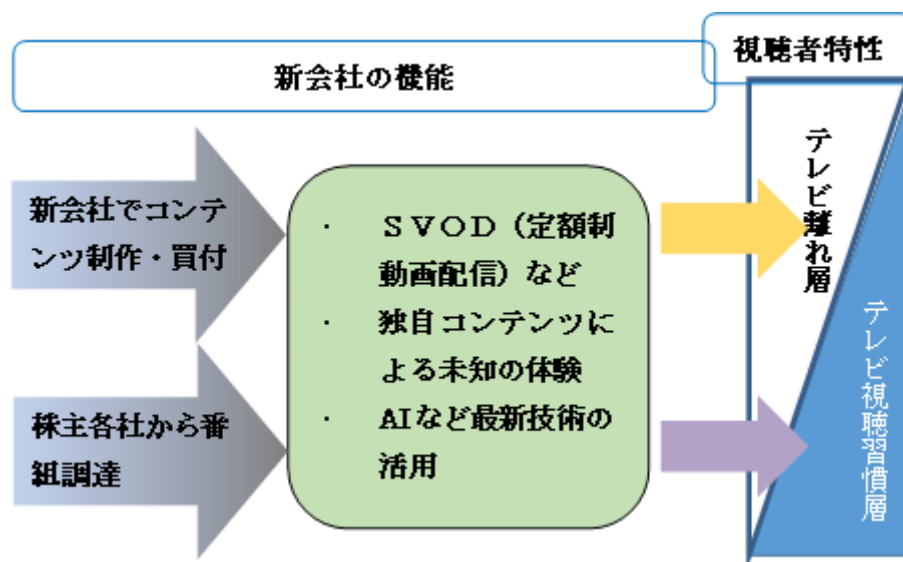 新会社の機能
視聴者特性
新会社でコンテ
ンツ制作・買付
株主各社から番
組調達
・ ＳＶＯＤ（定額制
動画配信）など
・ 独自コンテンツに
よる未知の体験
・ AIなど最新技術の
活用
テレビ離れ層
テレビ視聴習慣層